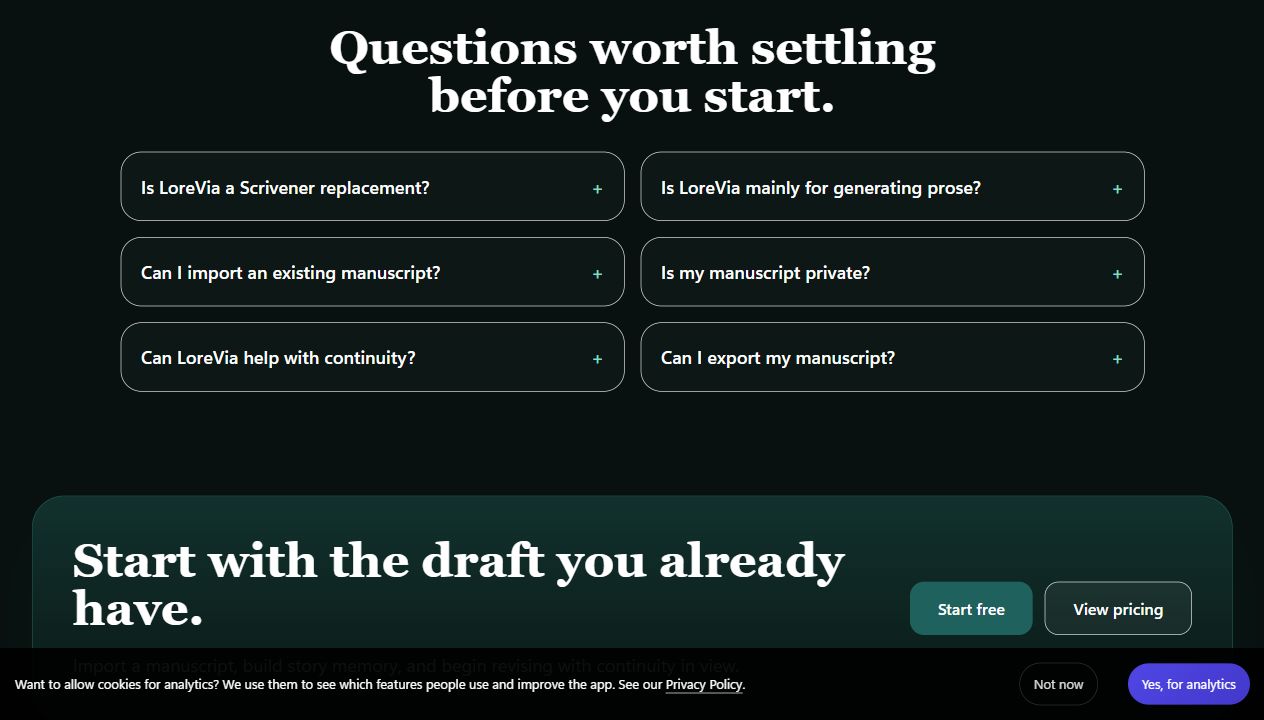 Questions worth settling
before you start.
Is LoreVia a Scrivener replacement? +
Is LoreVia mainly for generating prose? +
Can I import an existing manuscript? +
Is my manuscript private? +
Can LoreVia help with continuity? +
Can I export my manuscript? +
Start with the draft you already
have.
Start free
View pricing
Import a manuscript, build story memory, and begin revising with continuity in view.
Want to allow cookies for analytics? We use them to see which features people use and improve the app. See our Privacy Policy.
Not now
Yes, for analytics